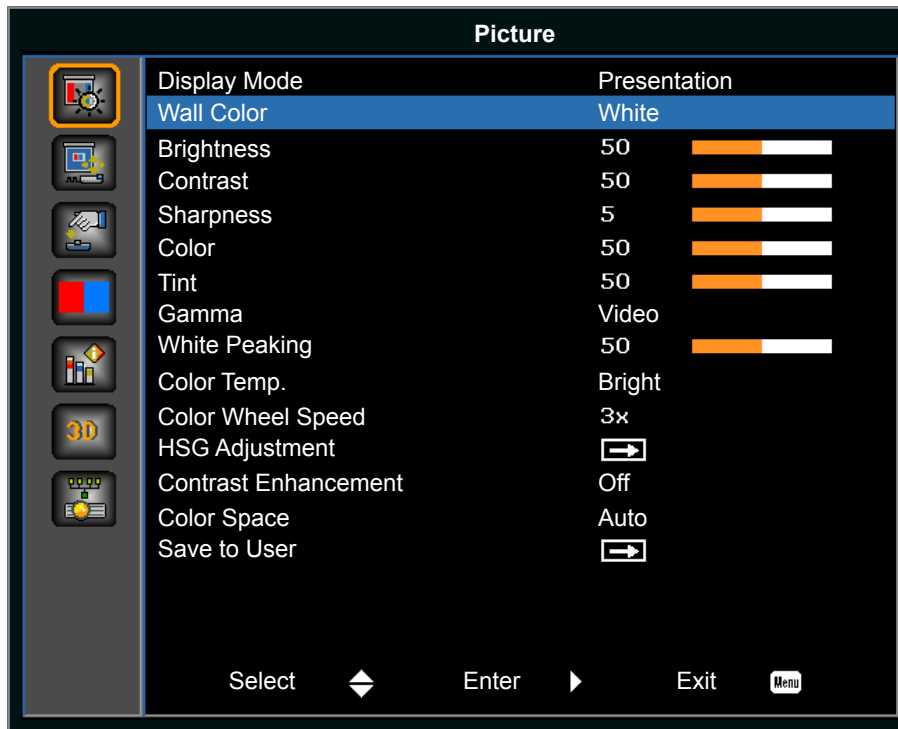 Picture
Display Mode Presentation
Wall Color White
Brightness 50
Contrast 50
Sharpness 5
Color 50
Tint 50
Gamma Video
White Peaking 50
Color Temp. Bright
Color Wheel Speed 3x
HSG Adjustment
Contrast Enhancement Off
Color Space Auto
Save to User
3D
Select Enter Exit Menu